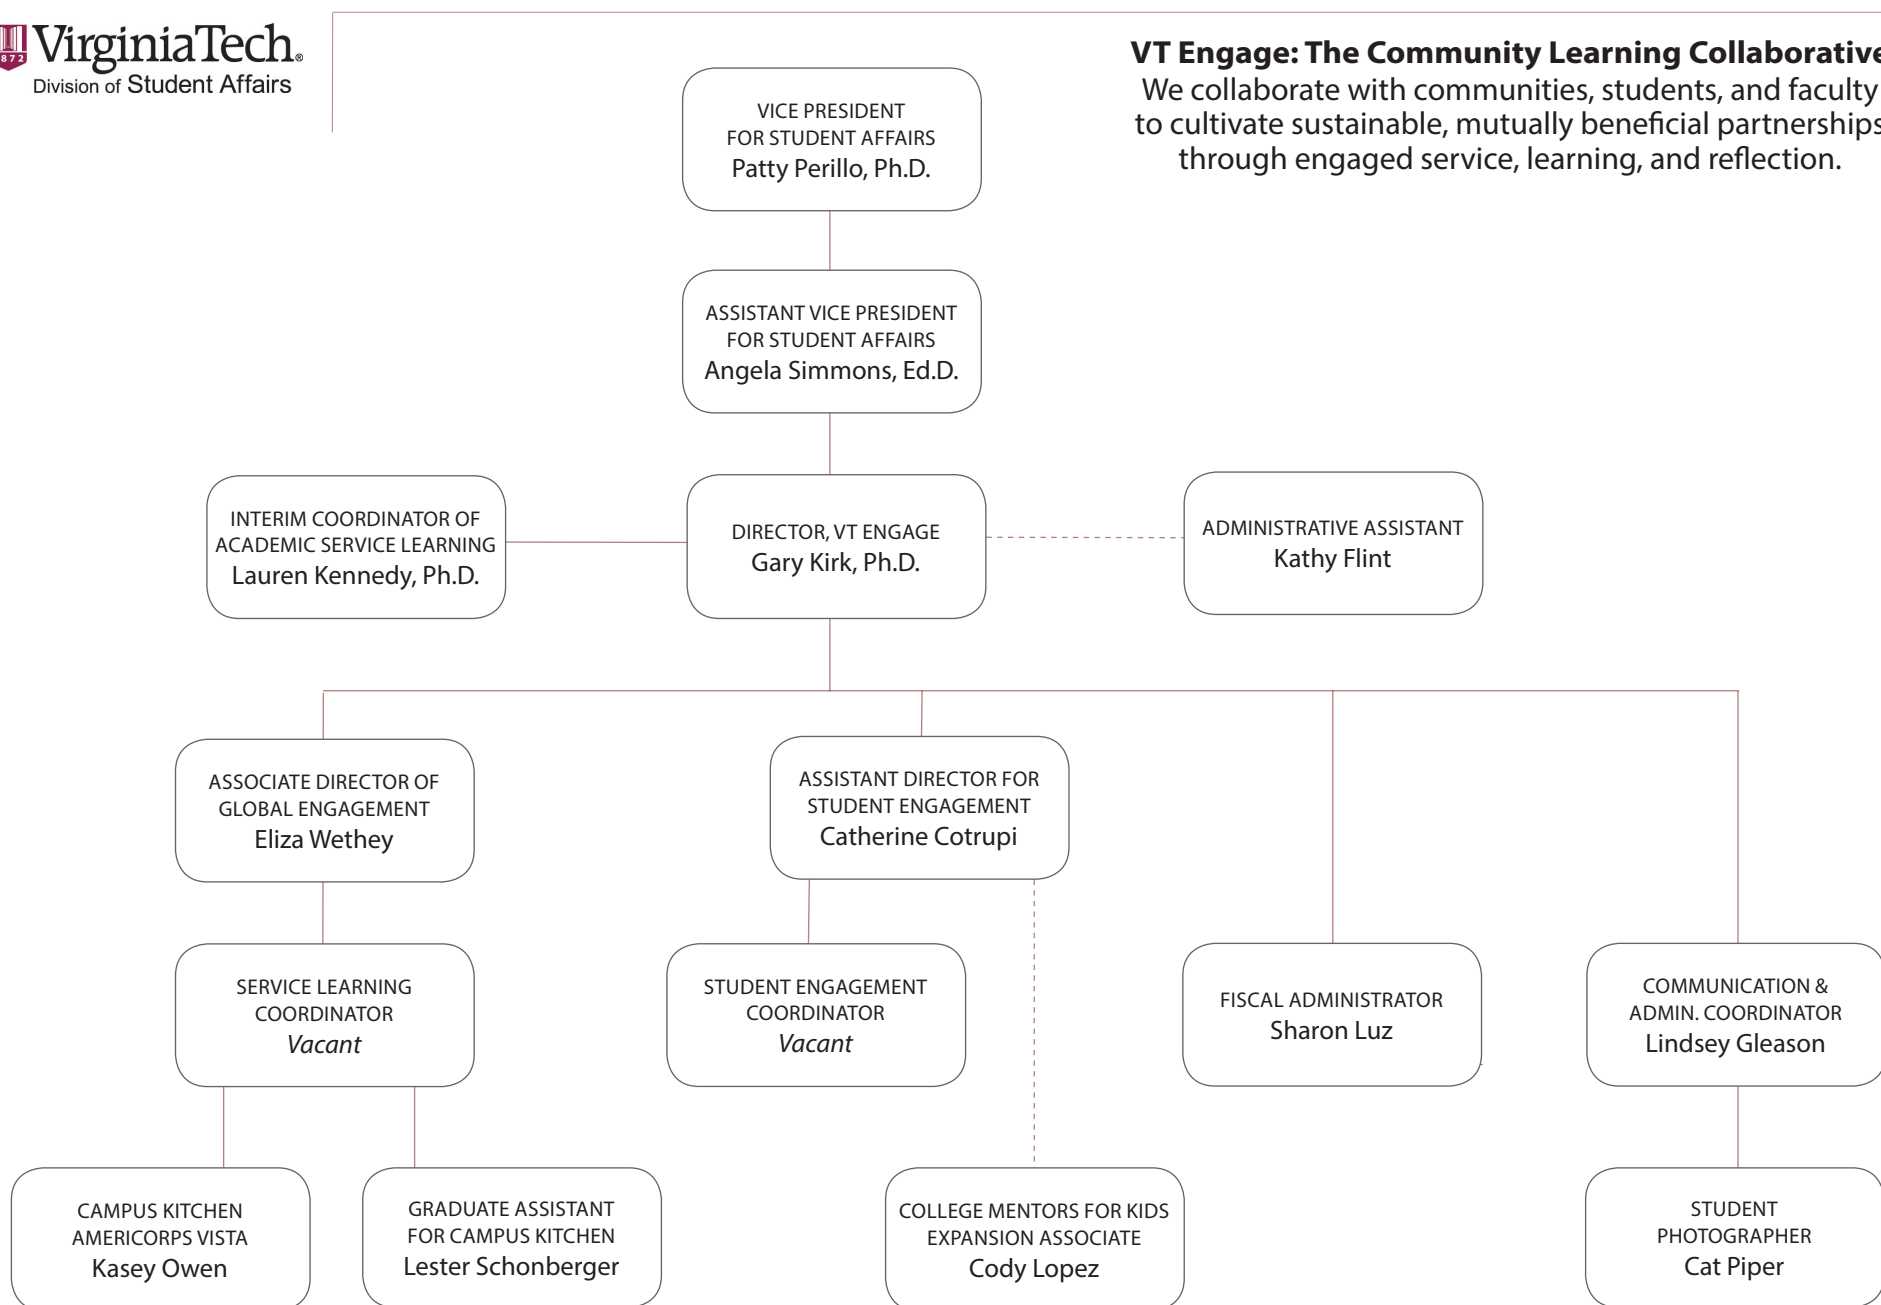 1872
VirginiaTech®
Division of Student Affairs
VT Engage: The Community Learning Collaborative
We collaborate with communities, students, and faculty
to cultivate sustainable, mutually beneficial partnerships
through engaged service, learning, and reflection.
VICE PRESIDENT
FOR STUDENT AFFAIRS
Patty Perillo, Ph.D.
ASSISTANT VICE PRESIDENT
FOR STUDENT AFFAIRS
Angela Simmons, Ed.D.
INTERIM COORDINATOR OF
ACADEMIC SERVICE LEARNING
Lauren Kennedy, Ph.D.
DIRECTOR, VT ENGAGE
Gary Kirk, Ph.D.
ADMINISTRATIVE ASSISTANT
Kathy Flint
ASSOCIATE DIRECTOR OF
GLOBAL ENGAGEMENT
Eliza Wethey
ASSISTANT DIRECTOR FOR
STUDENT ENGAGEMENT
Catherine Cotrupi
SERVICE LEARNING
COORDINATOR
Vacant
STUDENT ENGAGEMENT
COORDINATOR
Vacant
FISCAL ADMINISTRATOR
Sharon Luz
COMMUNICATION &
ADMIN. COORDINATOR
Lindsey Gleason
CAMPUS KITCHEN
AMERICORPS VISTA
Kasey Owen
GRADUATE ASSISTANT
FOR CAMPUS KITCHEN
Lester Schonberger
COLLEGE MENTORS FOR KIDS
EXPANSION ASSOCIATE
Cody Lopez
STUDENT
PHOTOGRAPHER
Cat Piper